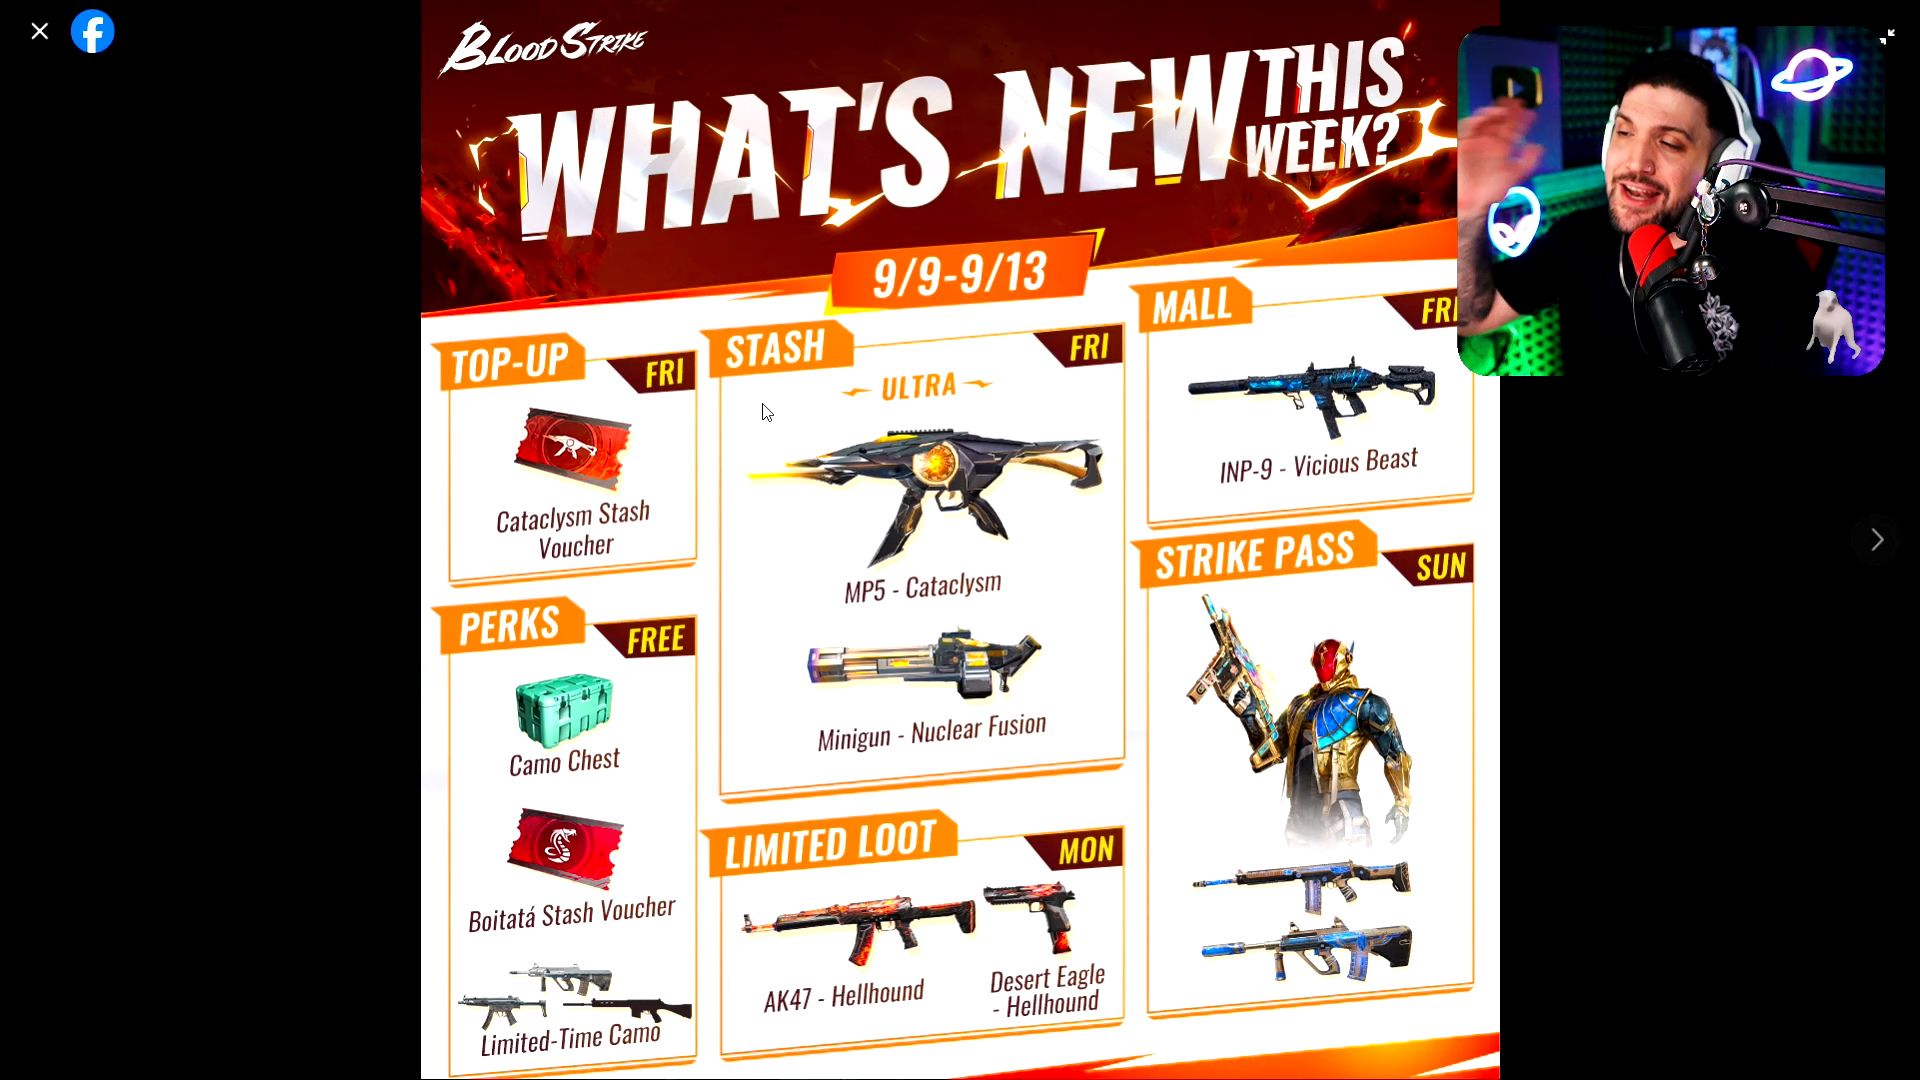 BLOOD STRIKE
WHAT'S NEW THIS WEEK?
9/9-9/13
TOP-UP
FRI
Cataclysm Stash
Voucher
PERKS
FREE
Camo Chest
Boitatá Stash Voucher
Limited-Time Camo
STASH
FRI
ULTRA
MP5 - Cataclysm
Minigun - Nuclear Fusion
LIMITED LOOT
MON
AK47 - Hellhound
Desert Eagle
- Hellhound
MALL
FRI
INP-9 - Vicious Beast
STRIKE PASS
SUN